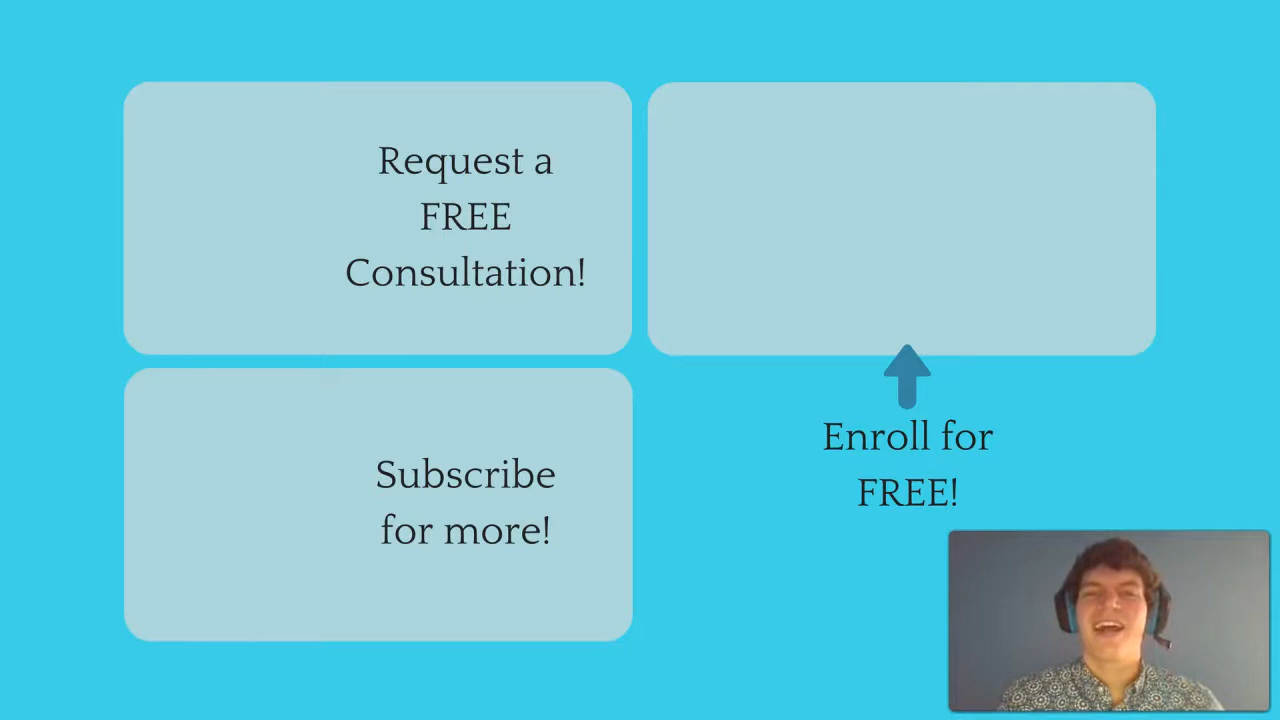 Request a
FREE
Consultation!
Subscribe
for more!
Enroll for
FREE!